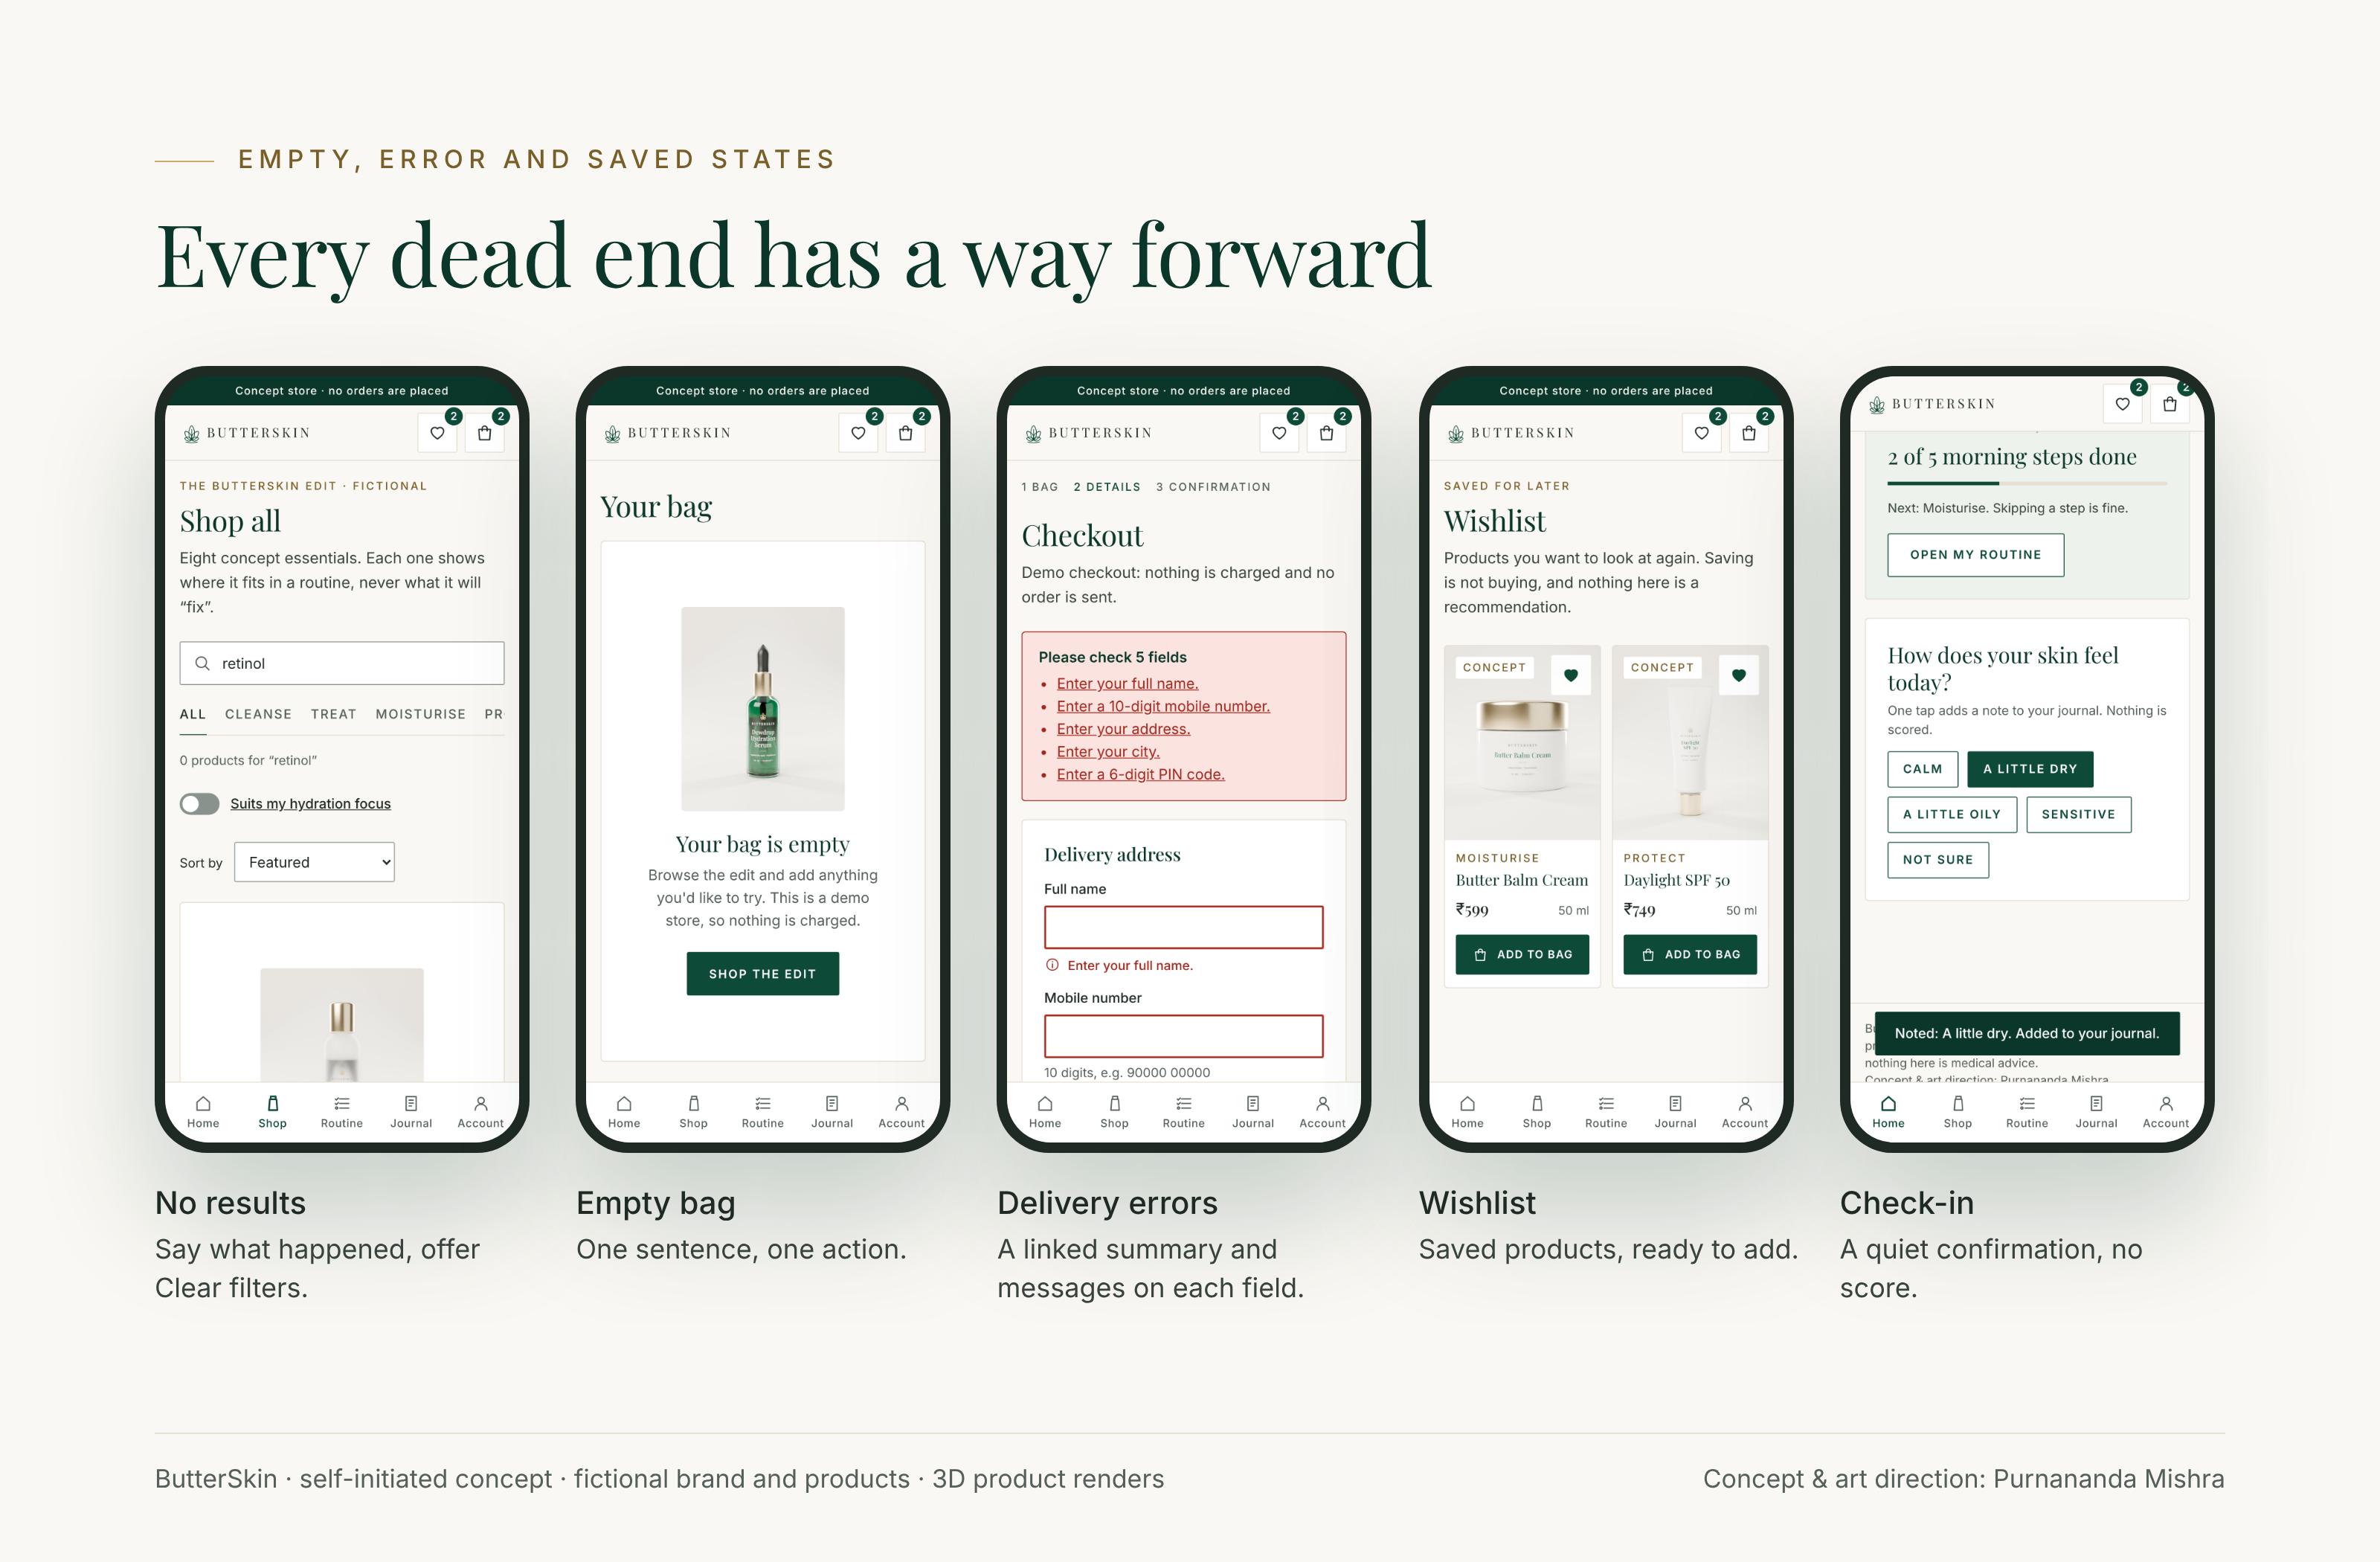 EMPTY, ERROR AND SAVED STATES
Every dead end has a way forward
Concept store · no orders are placed
BUTTERSKIN
2
2
THE BUTTERSKIN EDIT · FICTIONAL
Shop all
Eight concept essentials. Each one shows
where it fits in a routine, never what it will
“fix”.
retinol
ALL CLEANSE TREAT MOISTURISE PR
0 products for “retinol”
Suits my hydration focus
Sort by Featured
Home Shop Routine Journal Account
No results
Say what happened, offer
Clear filters.
Concept store · no orders are placed
BUTTERSKIN
2
2
Your bag
BUTTERSKIN
Dewdrop
Hydration
Serum
Your bag is empty
Browse the edit and add anything
you'd like to try. This is a demo
store, so nothing is charged.
SHOP THE EDIT
Home Shop Routine Journal Account
Empty bag
One sentence, one action.
Concept store · no orders are placed
BUTTERSKIN
2
2
1 BAG 2 DETAILS 3 CONFIRMATION
Checkout
Demo checkout: nothing is charged and no
order is sent.
Please check 5 fields
• Enter your full name.
• Enter a 10-digit mobile number.
• Enter your address.
• Enter your city.
• Enter a 6-digit PIN code.
Delivery address
Full name
Enter your full name.
Mobile number
10 digits, e.g. 90000 00000
Home Shop Routine Journal Account
Delivery errors
A linked summary and
messages on each field.
Concept store · no orders are placed
BUTTERSKIN
2
2
SAVED FOR LATER
Wishlist
Products you want to look at again. Saving
is not buying, and nothing here is a
recommendation.
CONCEPT
BUTTERSKIN
Butter Balm Cream
MOISTURISE
Butter Balm Cream
₹599 50 ml
ADD TO BAG
CONCEPT
Daylight
SPF 50
PROTECT
Daylight SPF 50
₹749 50 ml
ADD TO BAG
Home Shop Routine Journal Account
Wishlist
Saved products, ready to add.
BUTTERSKIN
2
2
2 of 5 morning steps done
Next: Moisturise. Skipping a step is fine.
OPEN MY ROUTINE
How does your skin feel
today?
One tap adds a note to your journal. Nothing is
scored.
CALM A LITTLE DRY
A LITTLE OILY SENSITIVE
NOT SURE
Noted: A little dry. Added to your journal.
nothing here is medical advice.
Concept & art direction: Purnananda Mishra
Home Shop Routine Journal Account
Check-in
A quiet confirmation, no
score.
ButterSkin · self-initiated concept · fictional brand and products · 3D product renders
Concept & art direction: Purnananda Mishra